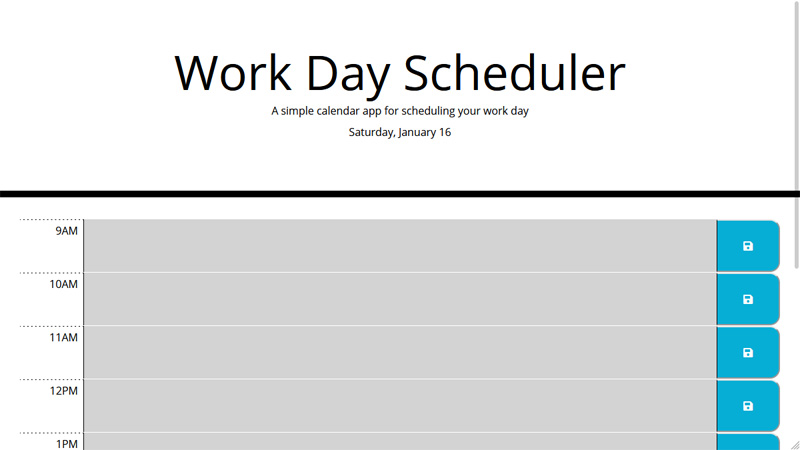 Work Day Scheduler
A simple calendar app for scheduling your work day
Saturday, January 16
9AM
10AM
11AM
12PM
1PM